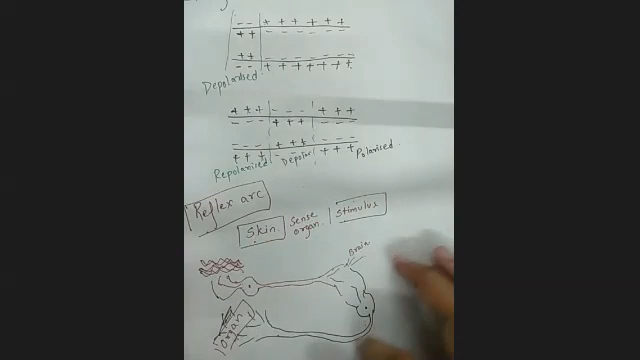 - - + + + + + + +
+ + - - - - - - -
+ + - - - - - - -
- - + + + + + + +
Depolarised
+ + + - - - + + +
- - - + + + - - -
- - - + + + - - -
+ + + - - - + + +
Repolarised Depolar Polarised
Reflex arc
Skin Sense organ Stimulus
Brain
Organ